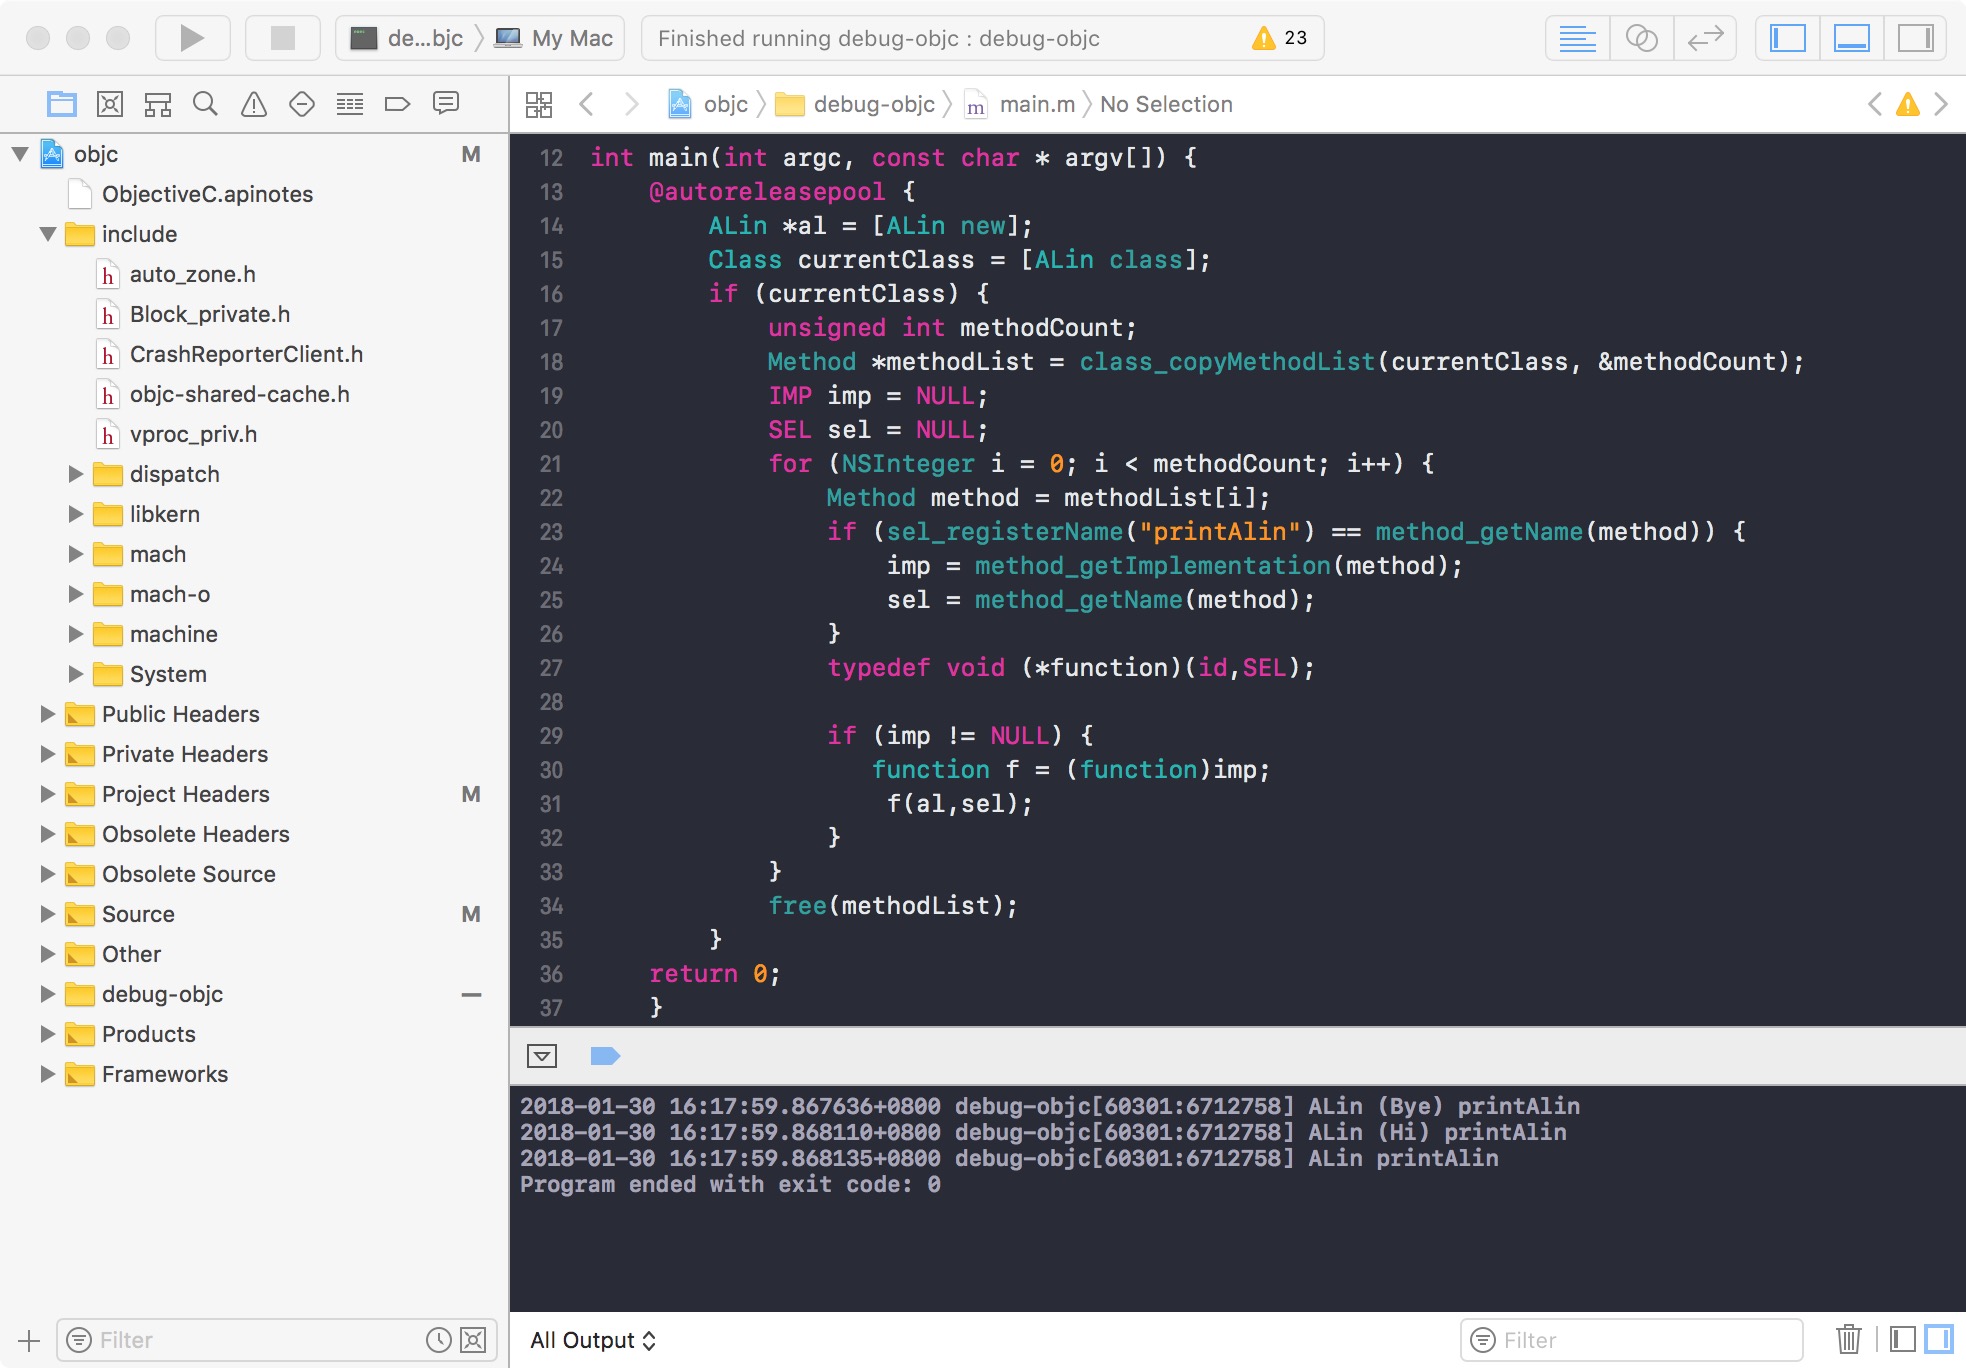 de...bjc My Mac Finished running debug-objc : debug-objc 23
objc debug-objc m main.m No Selection
objc M
ObjectiveC.apinotes
include
h auto_zone.h
h Block_private.h
h CrashReporterClient.h
h objc-shared-cache.h
h vproc_priv.h
dispatch
libkern
mach
mach-o
machine
System
Public Headers
Private Headers
Project Headers M
Obsolete Headers
Obsolete Source
Source M
Other
debug-objc
Products
Frameworks
Filter
12 int main(int argc, const char * argv[]) {
13 @autoreleasepool {
14 ALin *al = [ALin new];
15 Class currentClass = [ALin class];
16 if (currentClass) {
17 unsigned int methodCount;
18 Method *methodList = class_copyMethodList(currentClass, &methodCount);
19 IMP imp = NULL;
20 SEL sel = NULL;
21 for (NSInteger i = 0; i < methodCount; i++) {
22 Method method = methodList[i];
23 if (sel_registerName("printAlin") == method_getName(method)) {
24 imp = method_getImplementation(method);
25 sel = method_getName(method);
26 }
27 typedef void (*function)(id,SEL);
28
29 if (imp != NULL) {
30 function f = (function)imp;
31 f(al,sel);
32 }
33 }
34 free(methodList);
35 }
36 return 0;
37 }
2018-01-30 16:17:59.867636+0800 debug-objc[60301:6712758] ALin (Bye) printAlin
2018-01-30 16:17:59.868110+0800 debug-objc[60301:6712758] ALin (Hi) printAlin
2018-01-30 16:17:59.868135+0800 debug-objc[60301:6712758] ALin printAlin
Program ended with exit code: 0
All Output Filter